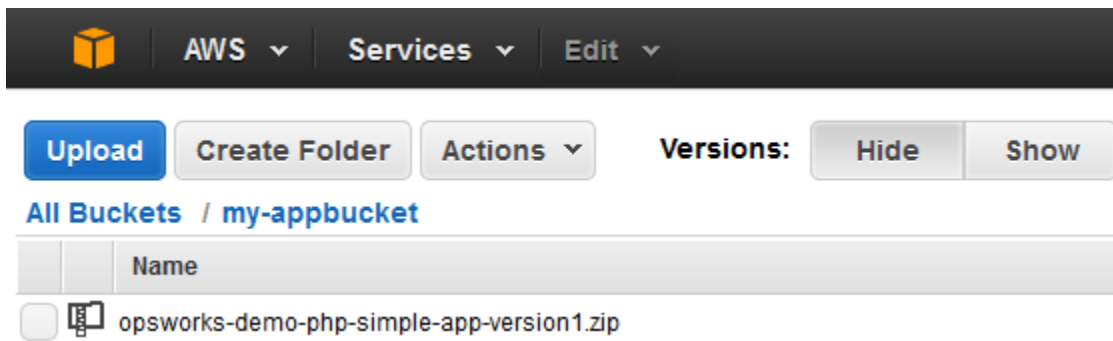 AWS Services Edit
Upload Create Folder Actions Versions: Hide Show
All Buckets / my-appbucket
Name
opsworks-demo-php-simple-app-version1.zip